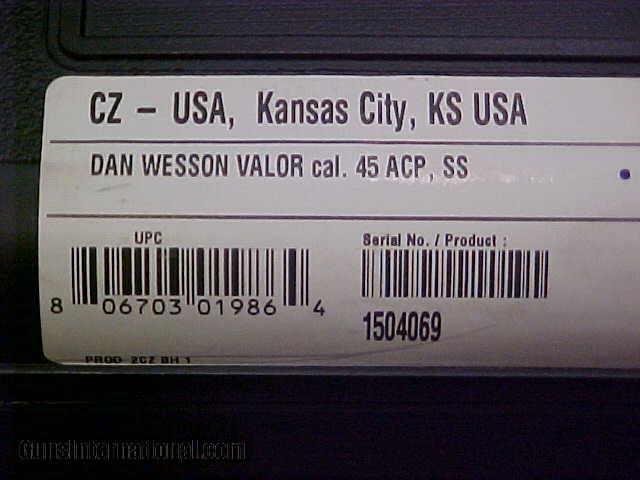 CZ – USA, Kansas City, KS USA
DAN WESSON VALOR cal. 45 ACP, SS
UPC
8 06703 01986 4
Serial No. / Product :
1504069
PROD 2CZ BH 1
GunsInternational.com